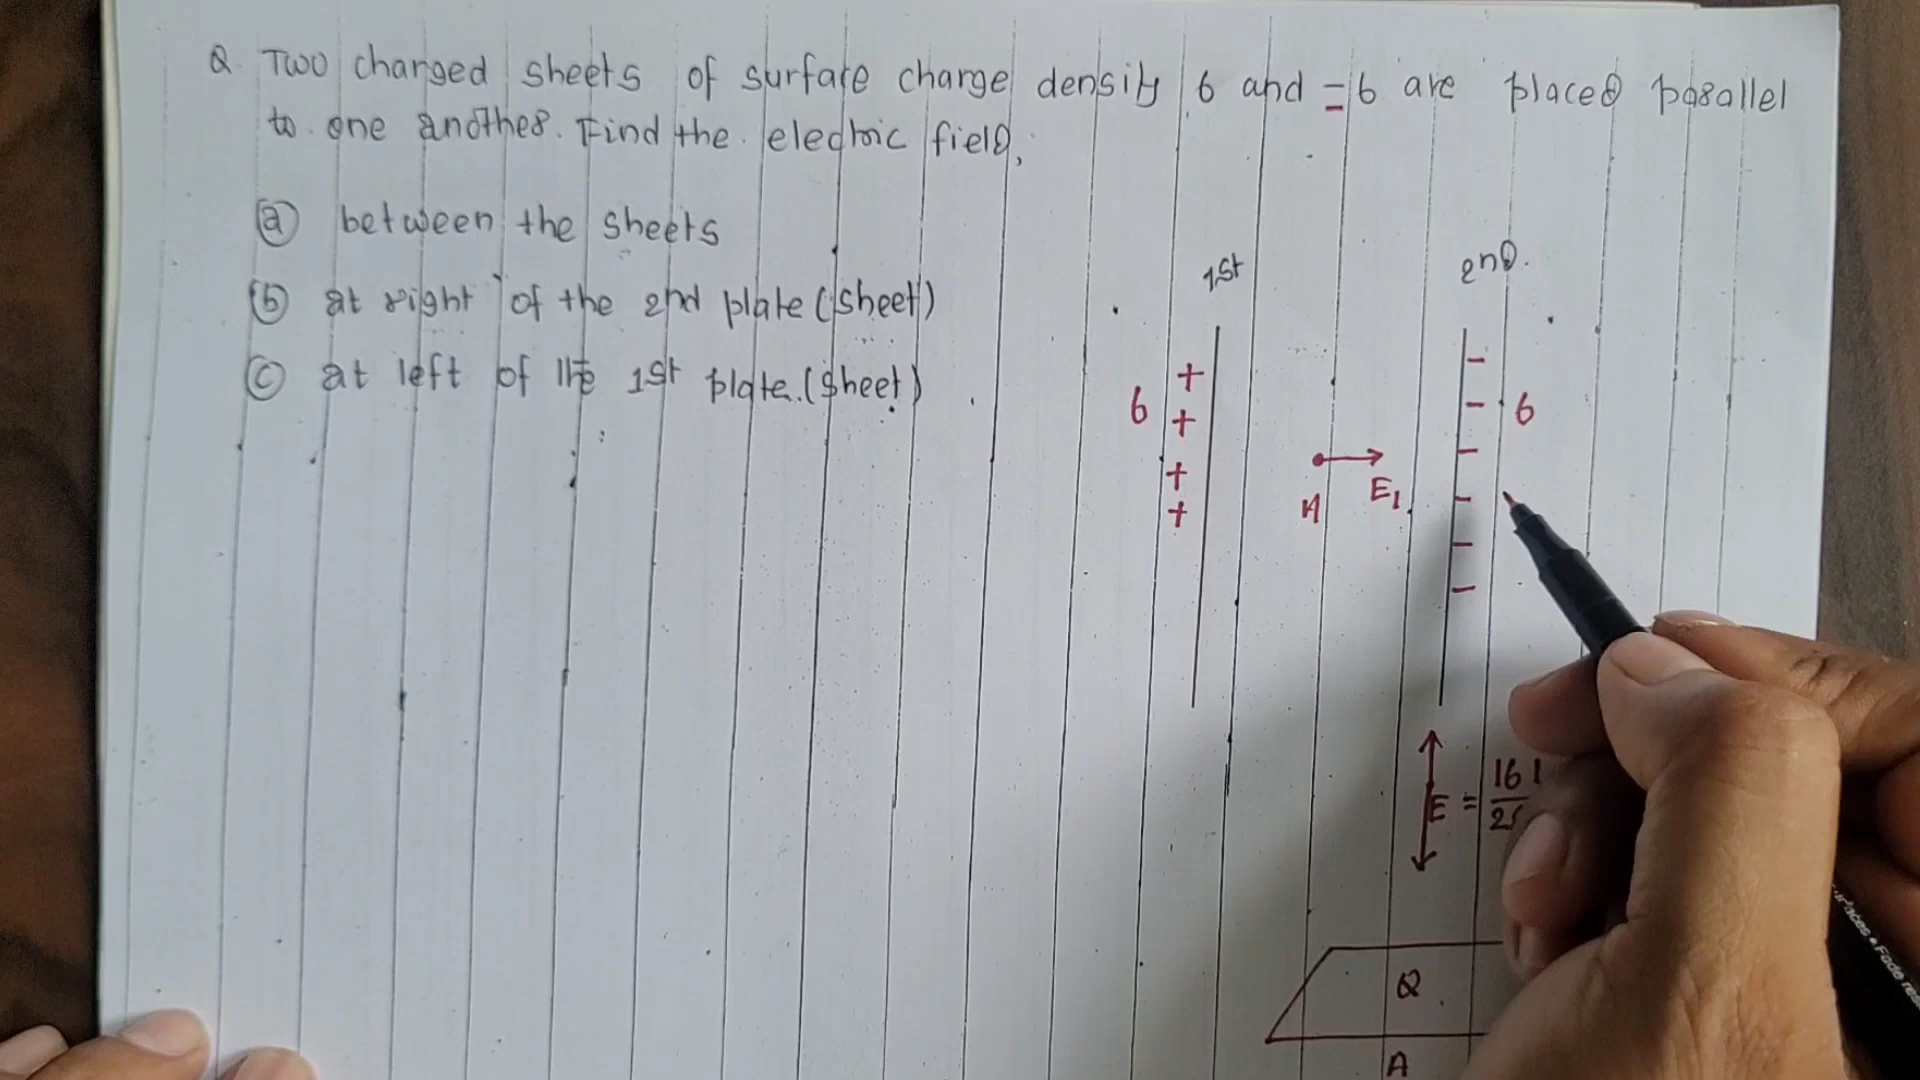 Q. Two charged sheets of surface charge density 6 and -6 are placed parallel
to one another. Find the electric field,
(a) between the sheets
(b) at right of the 2nd plate (sheet)
(c) at left of the 1st plate. (sheet)
1st
2nd.
+
+
+
+
6
-
-
-
-
-
-
6
A
E1
E = 161
Q
A